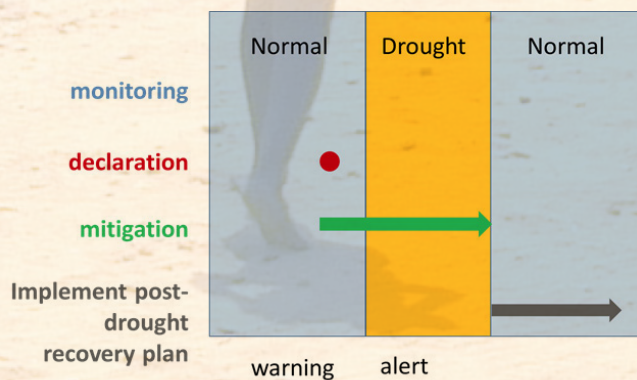 Normal Drought Normal
monitoring
declaration
mitigation
Implement post-
drought
recovery plan
warning alert